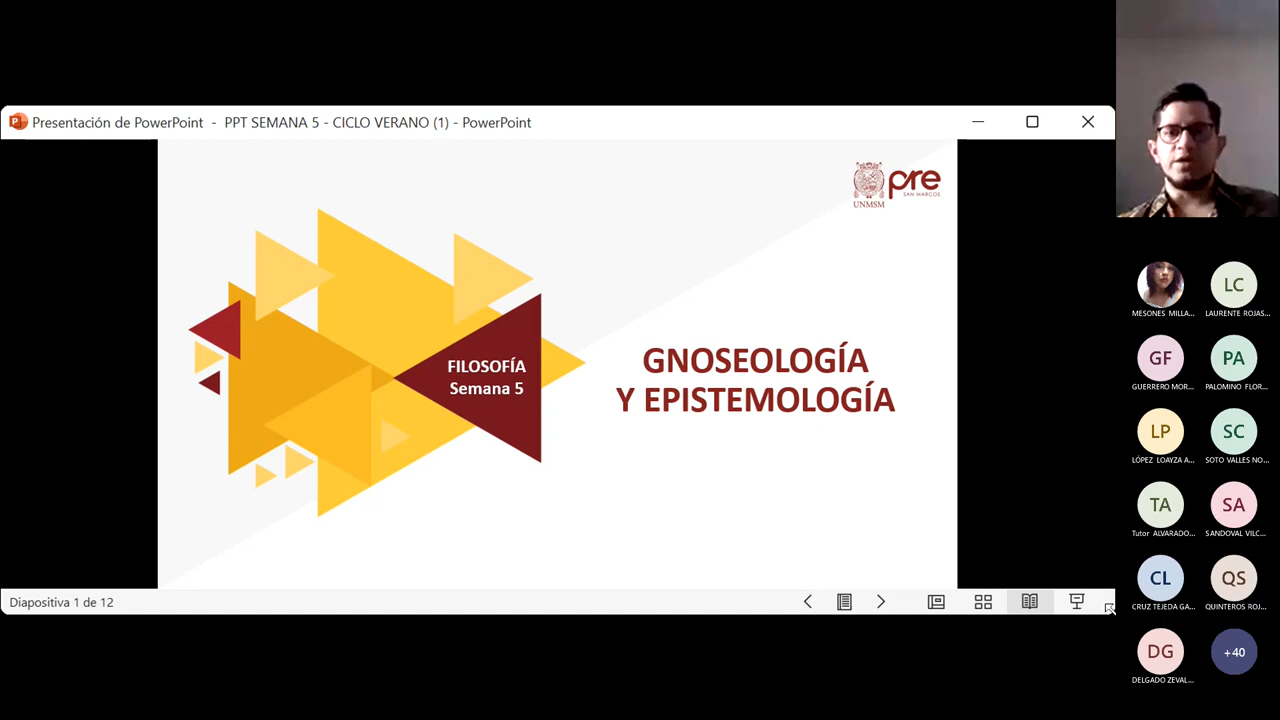 Presentación de PowerPoint - PPT SEMANA 5 - CICLO VERANO (1) - PowerPoint
UNMSM
pre
SAN MARCOS
FILOSOFÍA
Semana 5
GNOSEOLOGÍA
Y EPISTEMOLOGÍA
Diapositiva 1 de 12
MESONES MILLA...
LC
LAURENTE ROJAS...
GF
GUERRERO MOR...
PA
PALOMINO FLOR...
LP
LÓPEZ LOAYZA A...
SC
SOTO VALLES NO...
TA
Tutor ALVARADO...
SA
SANDOVAL VILC...
CL
CRUZ TEJEDA GA...
QS
QUINTEROS ROJ...
DG
DELGADO ZEVAL...
+40